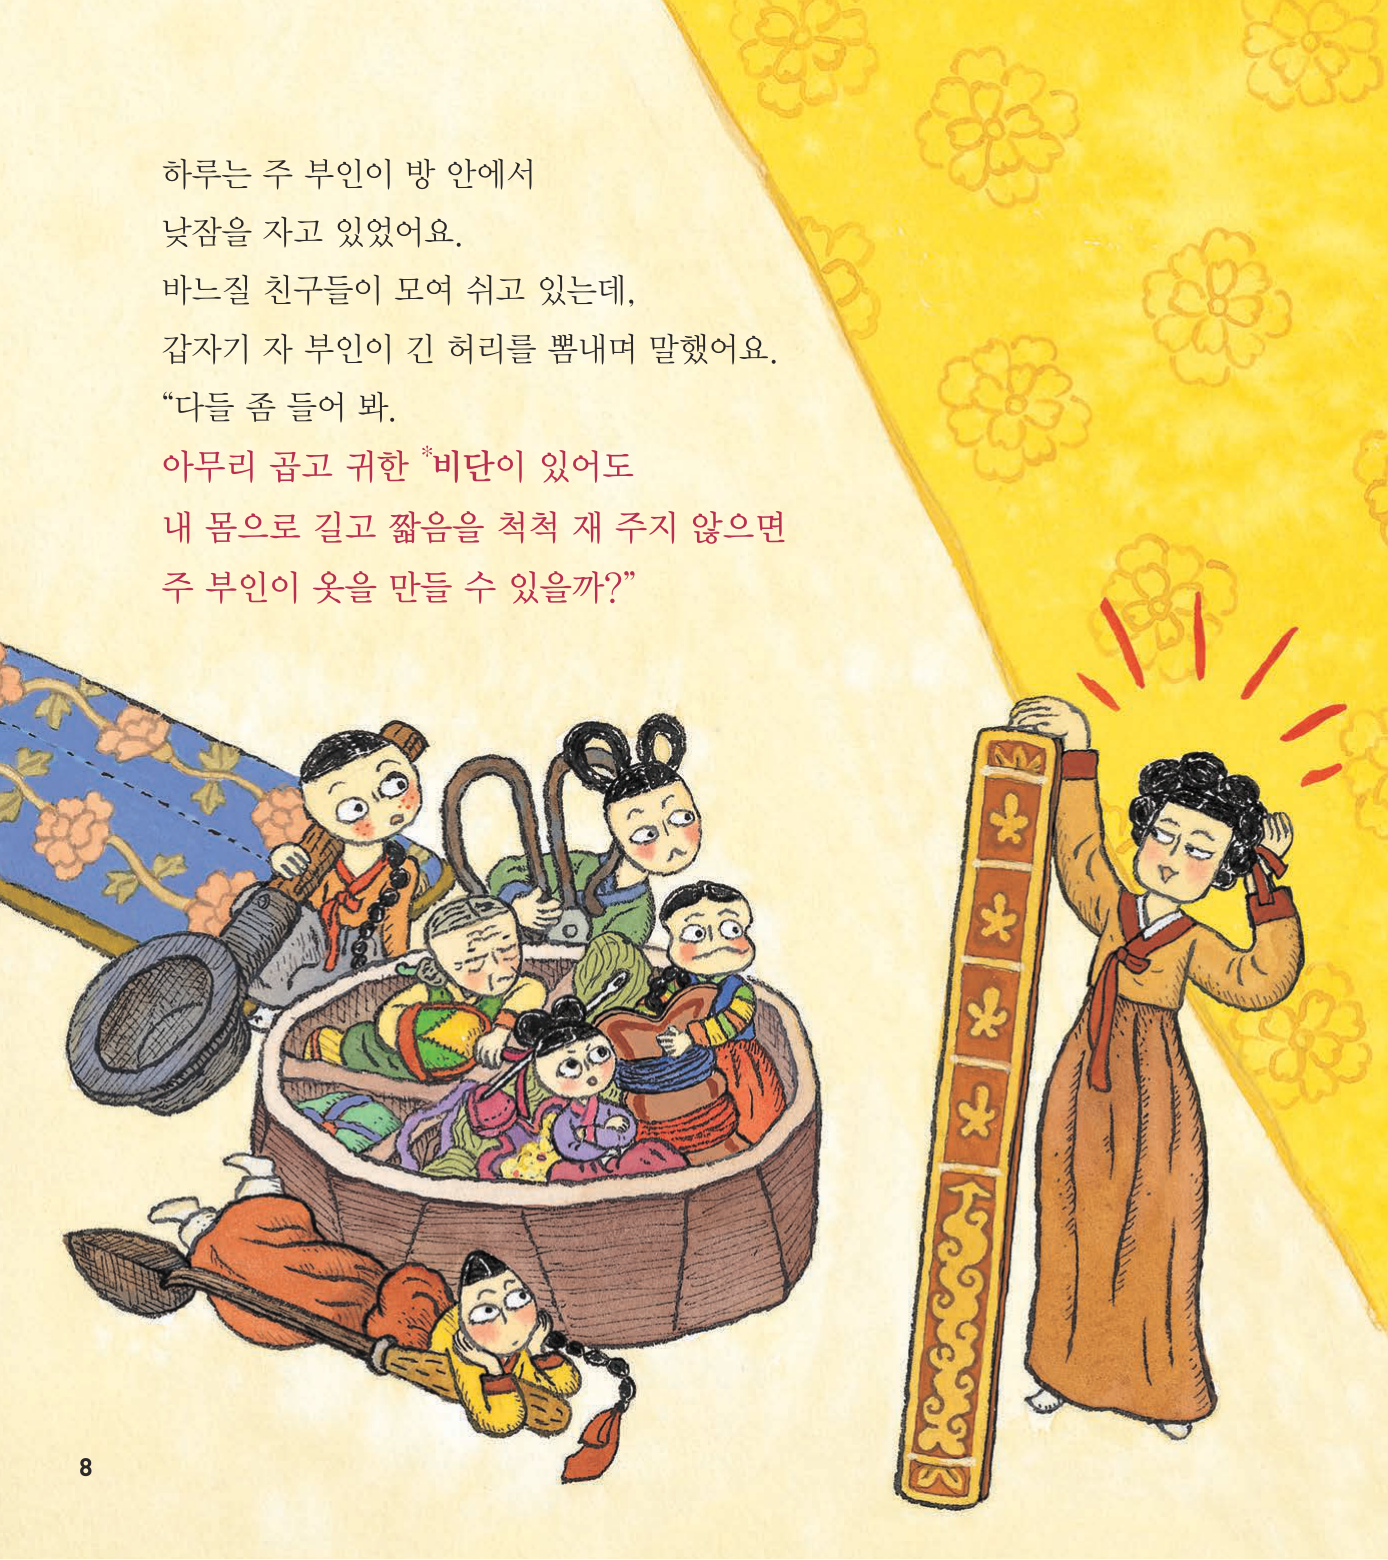 하루는 주 부인이 방 안에서
낮잠을 자고 있었어요.
바느질 친구들이 모여 쉬고 있는데,
갑자기 자 부인이 긴 허리를 뽐내며 말했어요.
“다들 좀 들어 봐.
아무리 곱고 귀한 *비단이 있어도
내 몸으로 길고 짧음을 척척 재 주지 않으면
주 부인이 옷을 만들 수 있을까?”
8